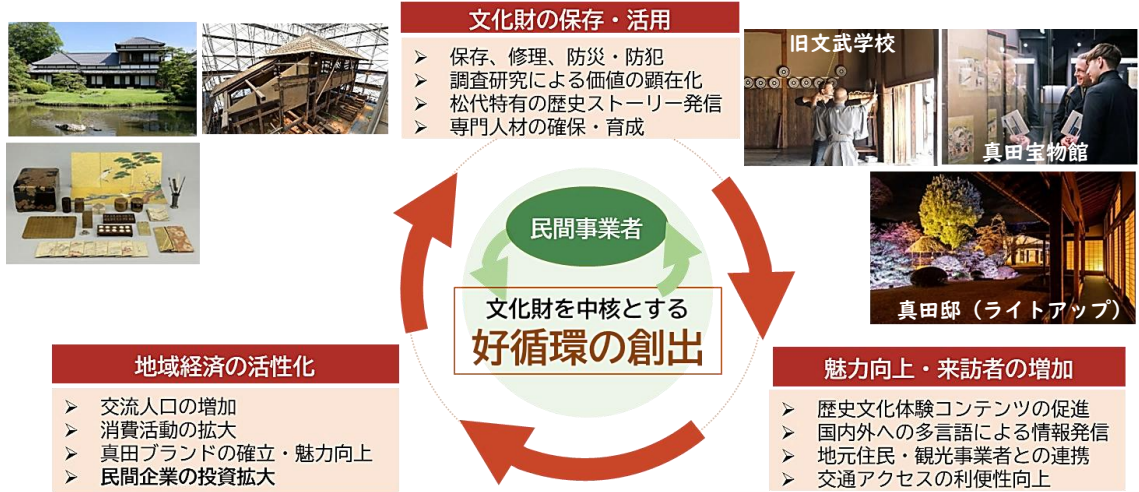 文化財の保存・活用
➢ 保存、修理、防災・防犯
➢ 調査研究による価値の顕在化
➢ 松代特有の歴史ストーリー発信
➢ 専門人材の確保・育成
旧文武学校
真田宝物館
真田邸（ライトアップ）
民間事業者
文化財を中核とする
好循環の創出
地域経済の活性化
➢ 交流人口の増加
➢ 消費活動の拡大
➢ 真田ブランドの確立・魅力向上
➢ 民間企業の投資拡大
魅力向上・来訪者の増加
➢ 歴史文化体験コンテンツの促進
➢ 国内外への多言語による情報発信
➢ 地元住民・観光事業者との連携
➢ 交通アクセスの利便性向上